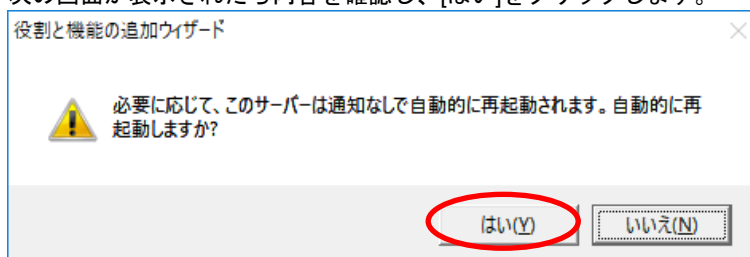 次の画面が表示されたら内容を確認し、[はい]をクリックします。
役割と機能の追加ウィザード
必要に応じて、このサーバーは通知なしで自動的に再起動されます。自動的に再
起動しますか?
はい(Y)
いいえ(N)